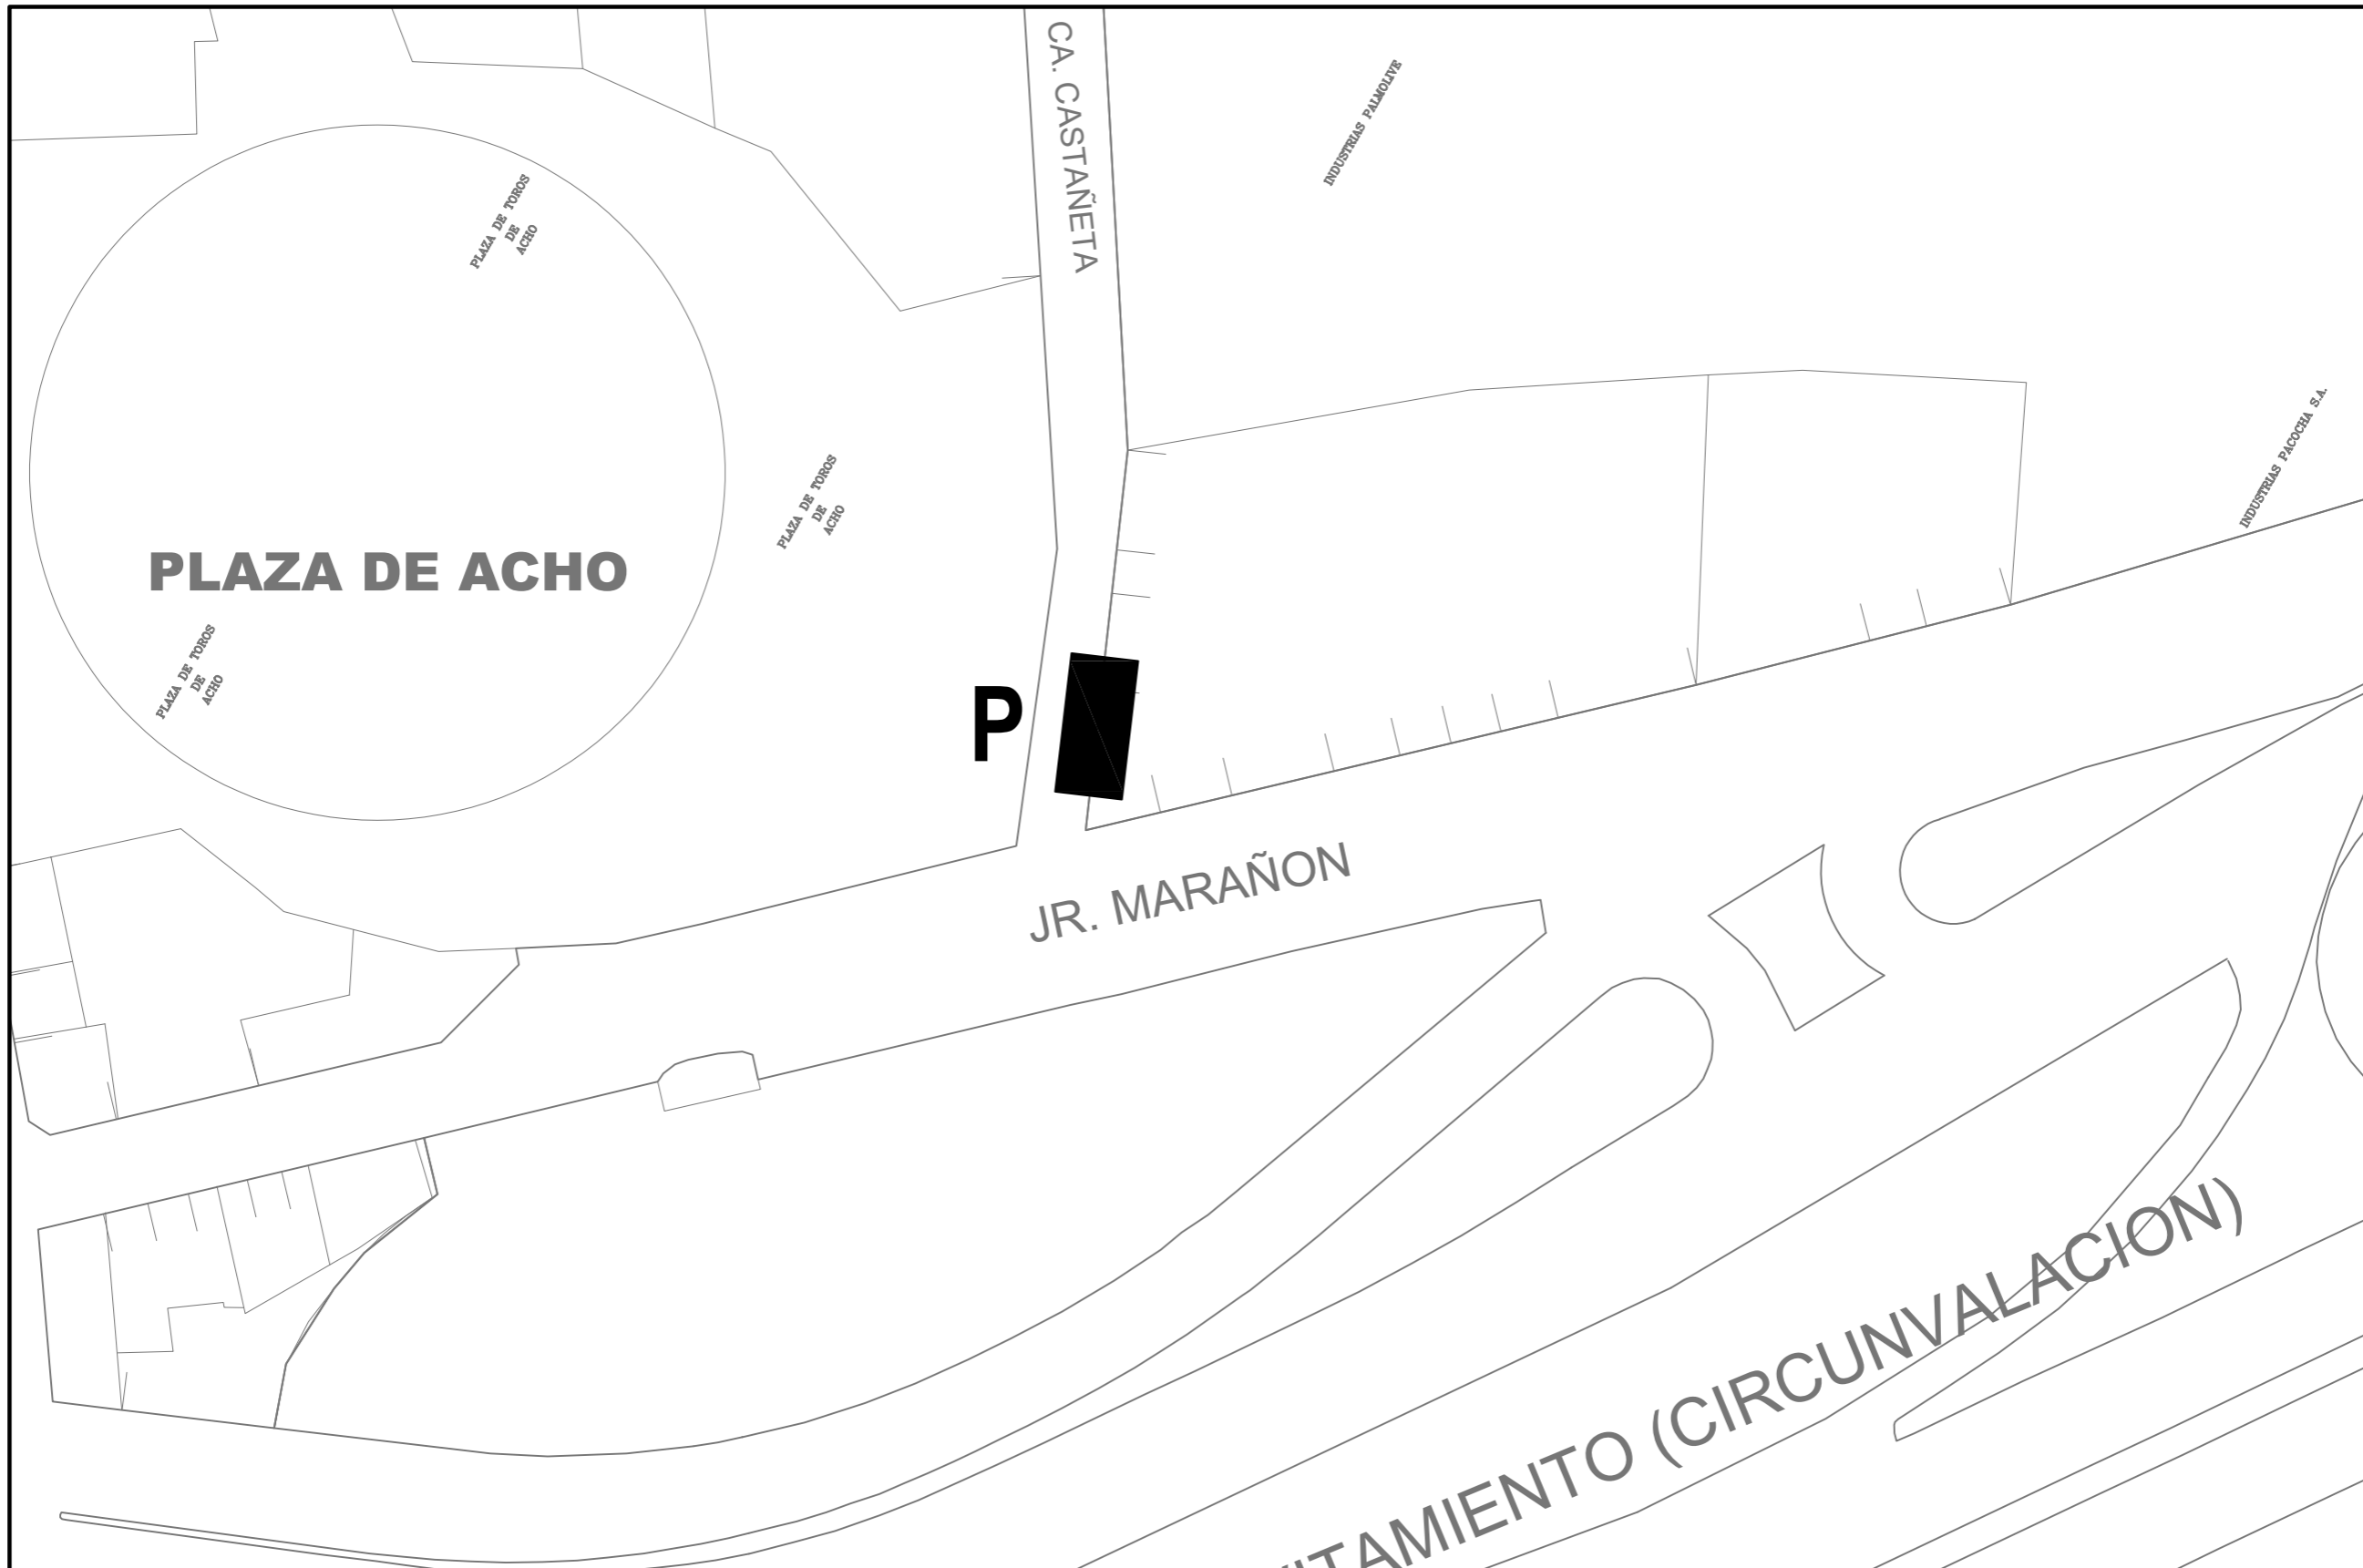 CA. CASTAÑETA
INDUSTRIAS PALMOLIVE
PLAZA DE TOROS
DE
ACHO
INDUSTRIAS PACOCHA S.A.
PLAZA DE TOROS
DE
ACHO
PLAZA DE ACHO
PLAZA DE TOROS
DE
ACHO
P
JR. MARAÑON
ITAMIENTO (CIRCUNVALACION)